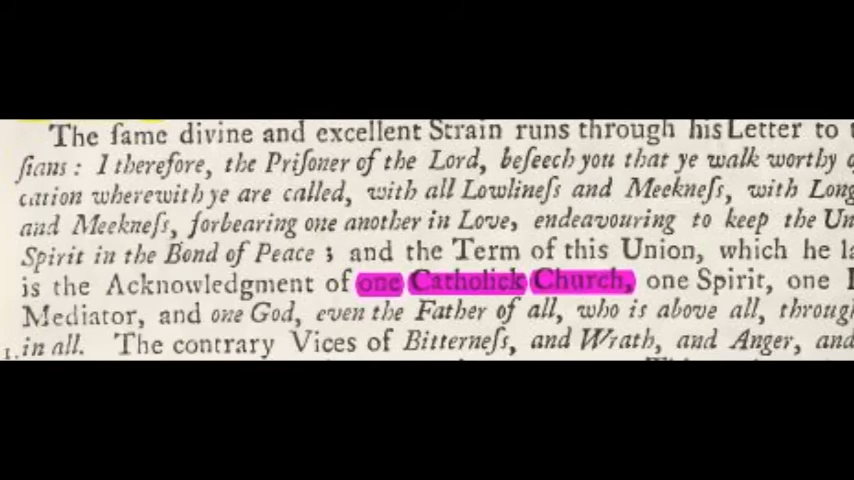 The ſame divine and excellent Strain runs through his Letter to
ſians: I therefore, the Priſoner of the Lord, beſeech you that ye walk worthy
cation wherewith ye are called, with all Lowlineſs and Meekneſs, with Long
and Meekneſs, forbearing one another in Love, endeavouring to keep the Un
Spirit in the Bond of Peace; and the Term of this Union, which he la
is the Acknowledgment of one Catholick Church, one Spirit, one
Mediator, and one God, even the Father of all, who is above all, throug
1. in all. The contrary Vices of Bitterneſs, and Wrath, and Anger, and